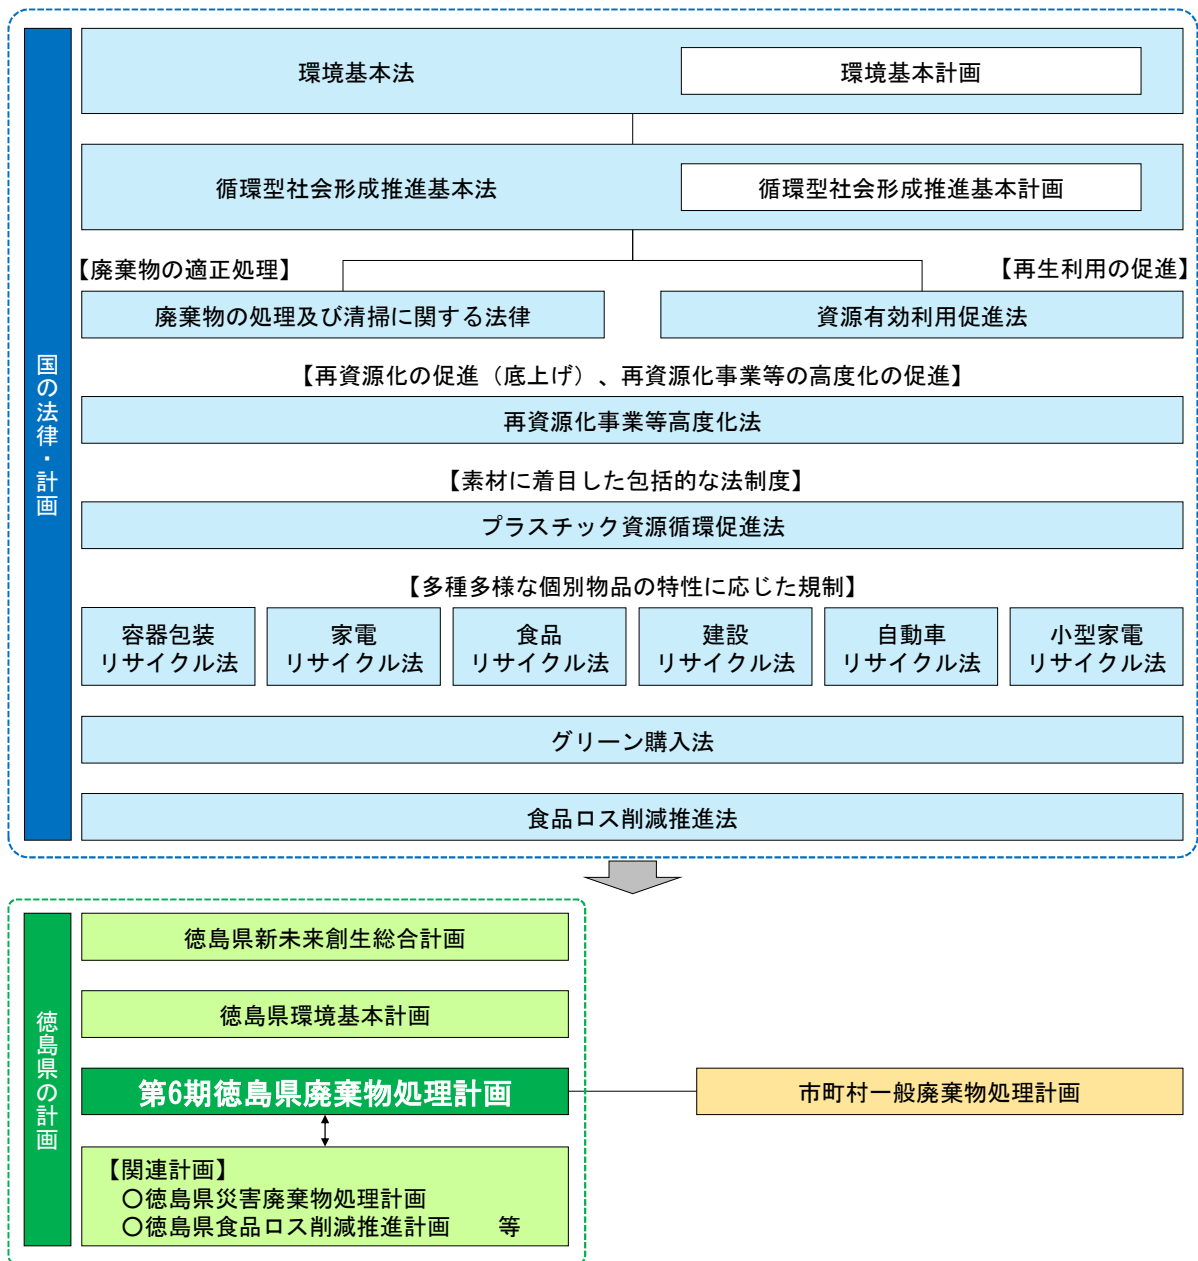 国の法律・計画
環境基本法
環境基本計画
循環型社会形成推進基本法
循環型社会形成推進基本計画
【廃棄物の適正処理】
【再生利用の促進】
廃棄物の処理及び清掃に関する法律
資源有効利用促進法
【再資源化の促進（底上げ）、再資源化事業等の高度化の促進】
再資源化事業等高度化法
【素材に着目した包括的な法制度】
プラスチック資源循環促進法
【多種多様な個別物品の特性に応じた規制】
容器包装
リサイクル法
家電
リサイクル法
食品
リサイクル法
建設
リサイクル法
自動車
リサイクル法
小型家電
リサイクル法
グリーン購入法
食品ロス削減推進法
徳島県の計画
徳島県新未来創生総合計画
徳島県環境基本計画
第6期徳島県廃棄物処理計画
市町村一般廃棄物処理計画
【関連計画】
○徳島県災害廃棄物処理計画
○徳島県食品ロス削減推進計画　　等